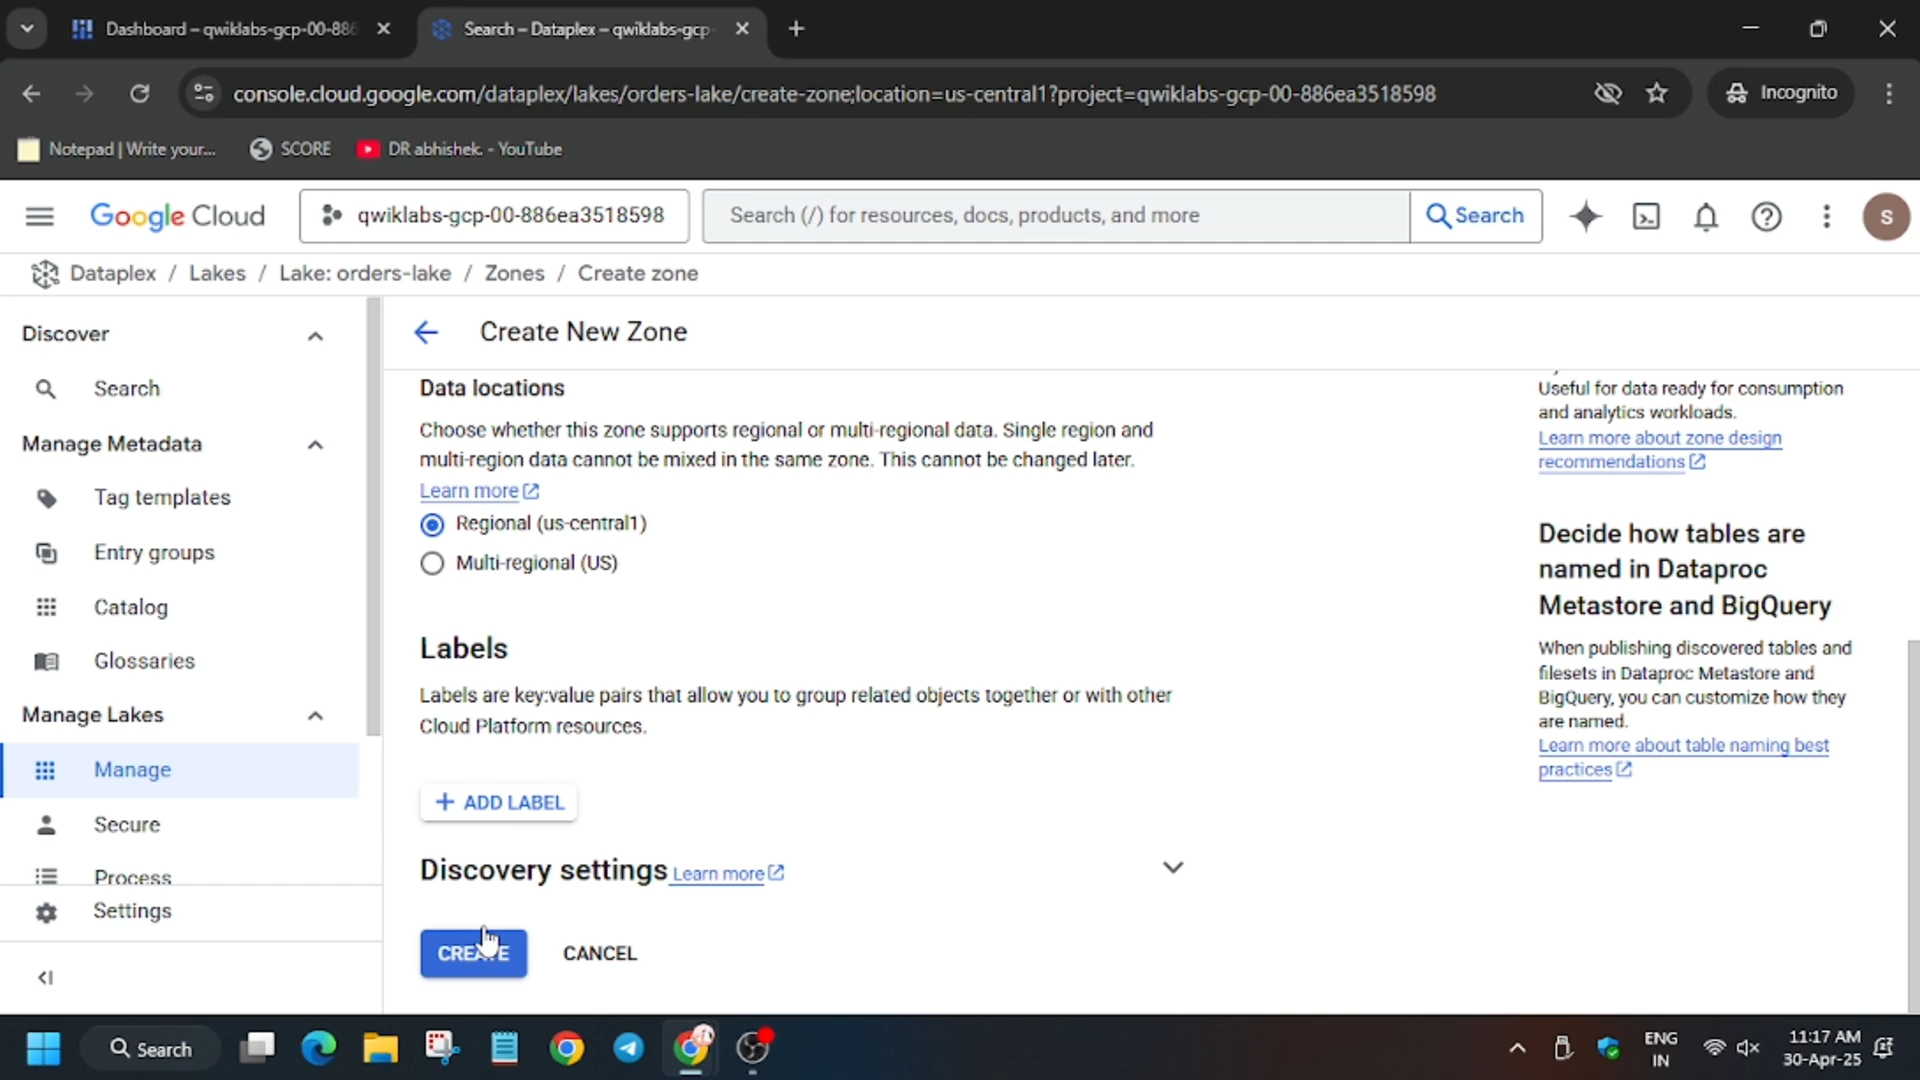 Dashboard – qwiklabs-gcp-00-886
Search – Dataplex – qwiklabs-gcp-
console.cloud.google.com/dataplex/lakes/orders-lake/create-zone;location=us-central1?project=qwiklabs-gcp-00-886ea3518598
Incognito
Notepad | Write your...
SCORE
DR abhishek. - YouTube
Google Cloud
qwiklabs-gcp-00-886ea3518598
Search (/) for resources, docs, products, and more
Search
S
Dataplex / Lakes / Lake: orders-lake / Zones / Create zone
Discover
Search
Manage Metadata
Tag templates
Entry groups
Catalog
Glossaries
Manage Lakes
Manage
Secure
Process
Settings
Create New Zone
Data locations
Choose whether this zone supports regional or multi-regional data. Single region and
multi-region data cannot be mixed in the same zone. This cannot be changed later.
Learn more
Regional (us-central1)
Multi-regional (US)
Labels
Labels are key:value pairs that allow you to group related objects together or with other
Cloud Platform resources.
+ ADD LABEL
Discovery settings Learn more
CREATE
CANCEL
Useful for data ready for consumption
and analytics workloads.
Learn more about zone design
recommendations
Decide how tables are
named in Dataproc
Metastore and BigQuery
When publishing discovered tables and
filesets in Dataproc Metastore and
BigQuery, you can customize how they
are named.
Learn more about table naming best
practices
Search
ENG
IN
11:17 AM
30-Apr-25